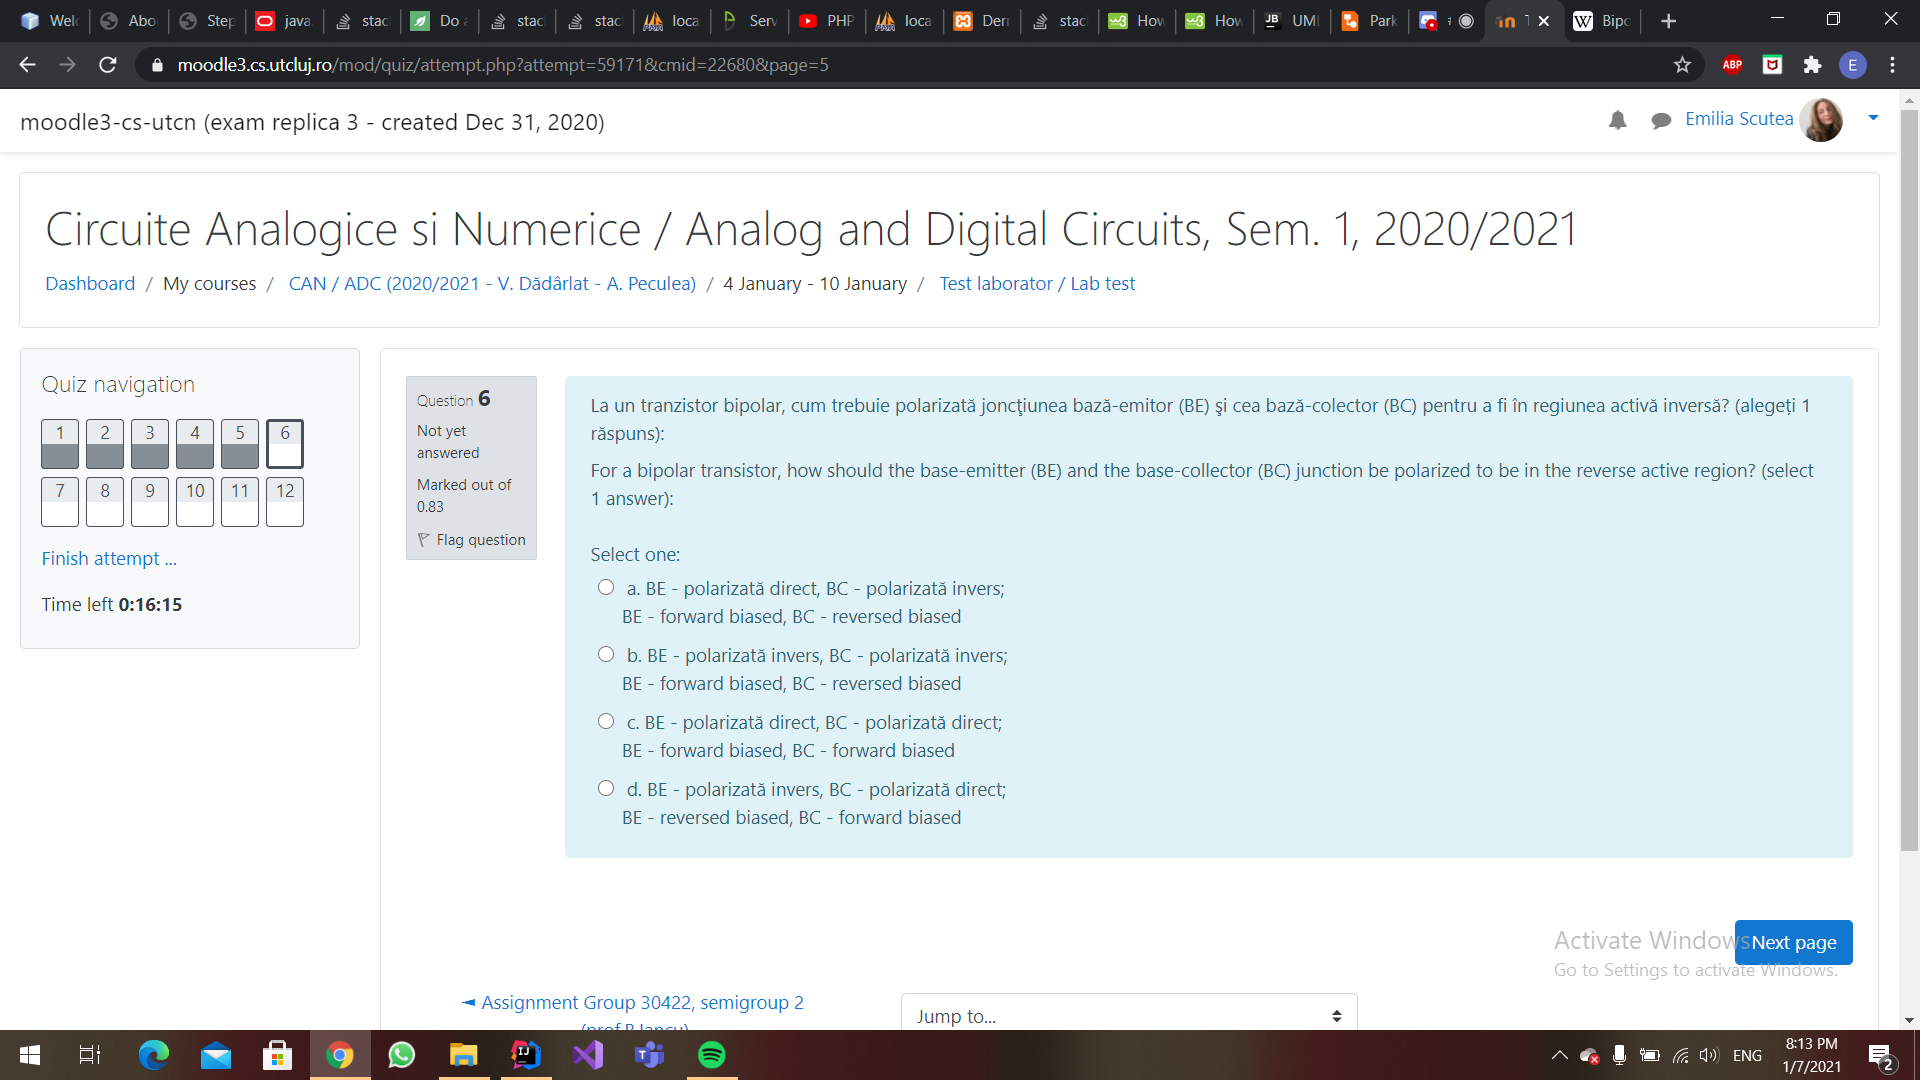 Wel
Abo
Step
java
stac
Do a
stac
stac
loca
Serv
PHP
loca
Der
stac
How
How
UMI
Park
Bipo
moodle3.cs.utcluj.ro/mod/quiz/attempt.php?attempt=59171&cmid=22680&page=5
ABP
E
moodle3-cs-utcn (exam replica 3 - created Dec 31, 2020)
Emilia Scutea
Circuite Analogice si Numerice / Analog and Digital Circuits, Sem. 1, 2020/2021
Dashboard / My courses / CAN / ADC (2020/2021 - V. Dădârlat - A. Peculea) / 4 January - 10 January / Test laborator / Lab test
Quiz navigation
1 2 3 4 5 6
7 8 9 10 11 12
Finish attempt ...
Time left 0:16:15
Question 6
Not yet
answered
Marked out of
0.83
Flag question
La un tranzistor bipolar, cum trebuie polarizată joncţiunea bază-emitor (BE) şi cea bază-colector (BC) pentru a fi în regiunea activă inversă? (alegeți 1
răspuns):
For a bipolar transistor, how should the base-emitter (BE) and the base-collector (BC) junction be polarized to be in the reverse active region? (select
1 answer):
Select one:
a. BE - polarizată direct, BC - polarizată invers;
BE - forward biased, BC - reversed biased
b. BE - polarizată invers, BC - polarizată invers;
BE - forward biased, BC - reversed biased
c. BE - polarizată direct, BC - polarizată direct;
BE - forward biased, BC - forward biased
d. BE - polarizată invers, BC - polarizată direct;
BE - reversed biased, BC - forward biased
Next page
Activate Windows
Go to Settings to activate Windows.
◄ Assignment Group 30422, semigroup 2
(prof R.Iancu)
Jump to...
ENG
8:13 PM
1/7/2021
2